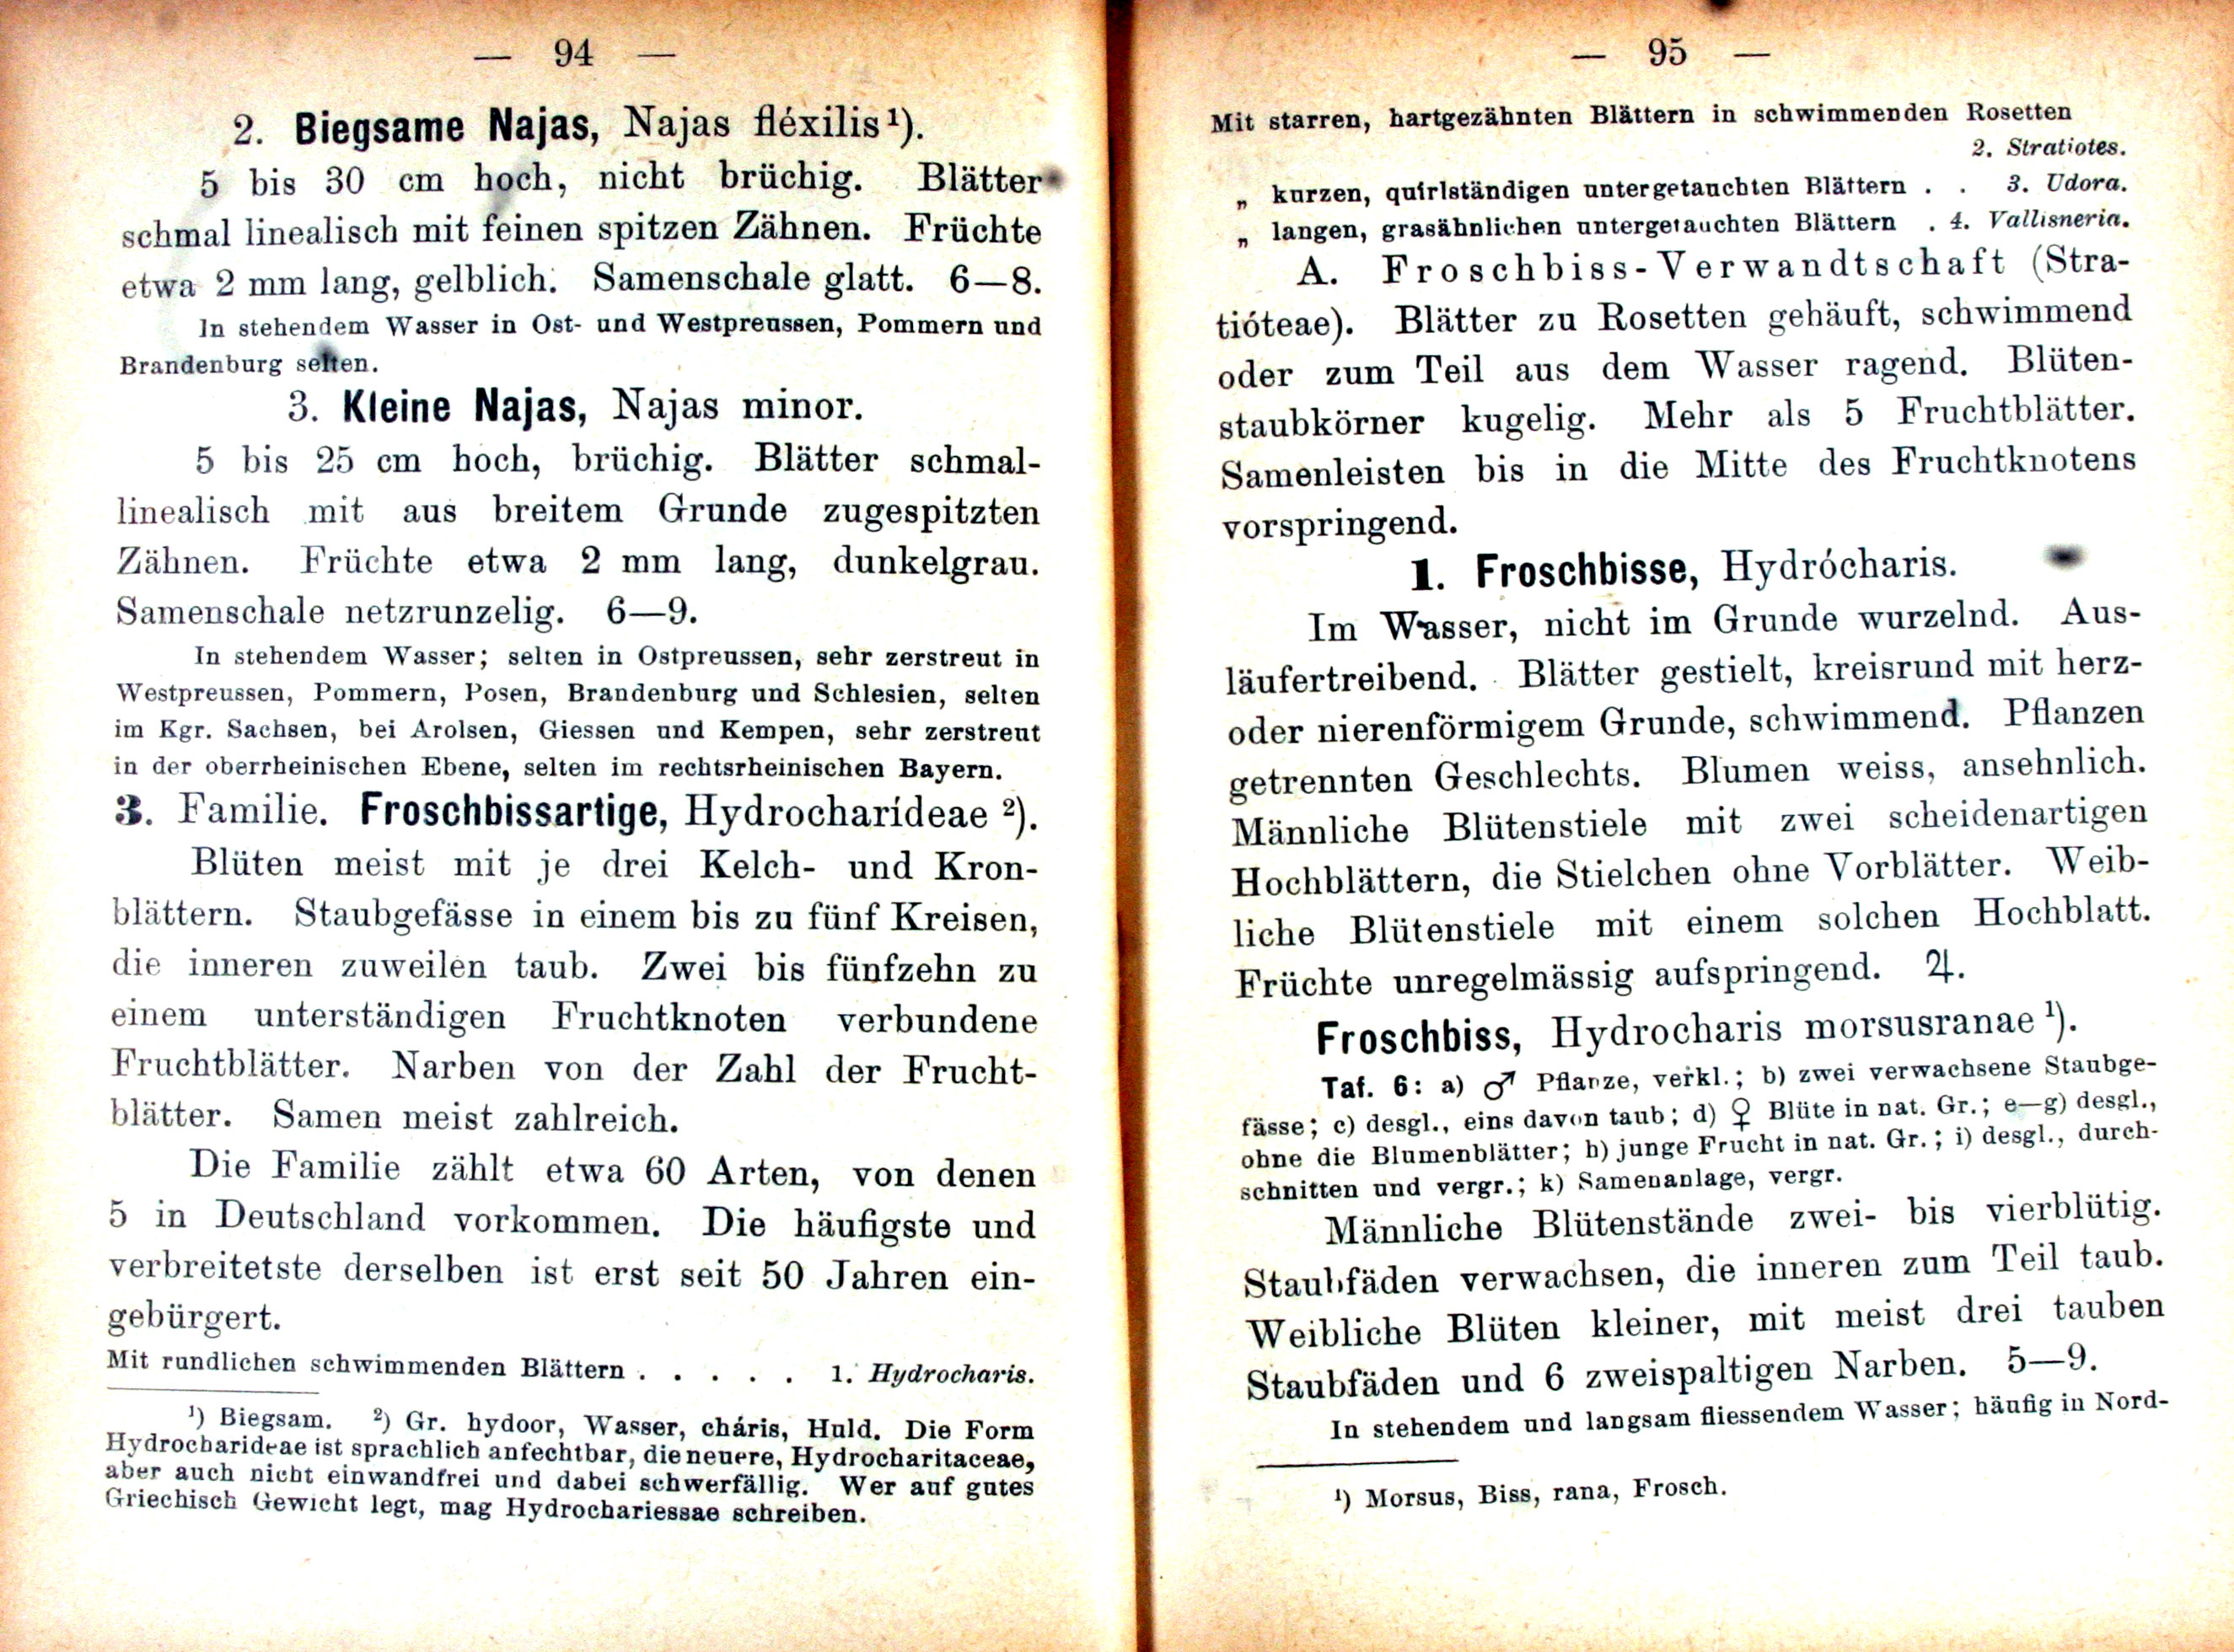 — 94 —
2. Biegsame Najas, Najas fléxilis ¹).
5 bis 30 cm hoch, nicht brüchig. Blätter
schmal linealisch mit feinen spitzen Zähnen. Früchte
etwa 2 mm lang, gelblich. Samenschale glatt. 6—8.
In stehendem Wasser in Ost- und Westpreussen, Pommern und
Brandenburg selten.
3. Kleine Najas, Najas minor.
5 bis 25 cm hoch, brüchig. Blätter schmal-
linealisch mit aus breitem Grunde zugespitzten
Zähnen. Früchte etwa 2 mm lang, dunkelgrau.
Samenschale netzrunzelig. 6—9.
In stehendem Wasser; selten in Ostpreussen, sehr zerstreut in
Westpreussen, Pommern, Posen, Brandenburg und Schlesien, selten
im Kgr. Sachsen, bei Arolsen, Giessen und Kempen, sehr zerstreut
in der oberrheinischen Ebene, selten im rechtsrheinischen Bayern.
3. Familie. Froschbissartige, Hydrocharídeae ²).
Blüten meist mit je drei Kelch- und Kron-
blättern. Staubgefässe in einem bis zu fünf Kreisen,
die inneren zuweilen taub. Zwei bis fünfzehn zu
einem unterständigen Fruchtknoten verbundene
Fruchtblätter. Narben von der Zahl der Frucht-
blätter. Samen meist zahlreich.
Die Familie zählt etwa 60 Arten, von denen
5 in Deutschland vorkommen. Die häufigste und
verbreitetste derselben ist erst seit 50 Jahren ein-
gebürgert.
Mit rundlichen schwimmenden Blättern . . . . . 1. Hydrocharis.
¹) Biegsam. ²) Gr. hydoor, Wasser, cháris, Huld. Die Form
Hydrocharideae ist sprachlich anfechtbar, die neuere, Hydrocharitaceae,
aber auch nicht einwandfrei und dabei schwerfällig. Wer auf gutes
Griechisch Gewicht legt, mag Hydrochariessae schreiben.
— 95 —
Mit starren, hartgezähnten Blättern in schwimmenden Rosetten
2. Stratiotes.
„ kurzen, quirlständigen untergetauchten Blättern . . 3. Udora.
„ langen, grasähnlichen untergetauchten Blättern . 4. Vallisneria.
A. Froschbiss-Verwandtschaft (Stra-
tióteae). Blätter zu Rosetten gehäuft, schwimmend
oder zum Teil aus dem Wasser ragend. Blüten-
staubkörner kugelig. Mehr als 5 Fruchtblätter.
Samenleisten bis in die Mitte des Fruchtknotens
vorspringend.
1. Froschbisse, Hydrócharis.
Im Wasser, nicht im Grunde wurzelnd. Aus-
läufertreibend. Blätter gestielt, kreisrund mit herz-
oder nierenförmigem Grunde, schwimmend. Pflanzen
getrennten Geschlechts. Blumen weiss, ansehnlich.
Männliche Blütenstiele mit zwei scheidenartigen
Hochblättern, die Stielchen ohne Vorblätter. Weib-
liche Blütenstiele mit einem solchen Hochblatt.
Früchte unregelmässig aufspringend. ♃.
Froschbiss, Hydrocharis morsusranae ¹).
Taf. 6: a) ♂ Pflanze, verkl.; b) zwei verwachsene Staubge-
fässe; c) desgl., eins davon taub; d) ♀ Blüte in nat. Gr.; e—g) desgl.,
ohne die Blumenblätter; h) junge Frucht in nat. Gr.; i) desgl., durch-
schnitten und vergr.; k) Samenanlage, vergr.
Männliche Blütenstände zwei- bis vierblütig.
Staubfäden verwachsen, die inneren zum Teil taub.
Weibliche Blüten kleiner, mit meist drei tauben
Staubfäden und 6 zweispaltigen Narben. 5—9.
In stehendem und langsam fliessendem Wasser; häufig in Nord-
¹) Morsus, Biss, rana, Frosch.